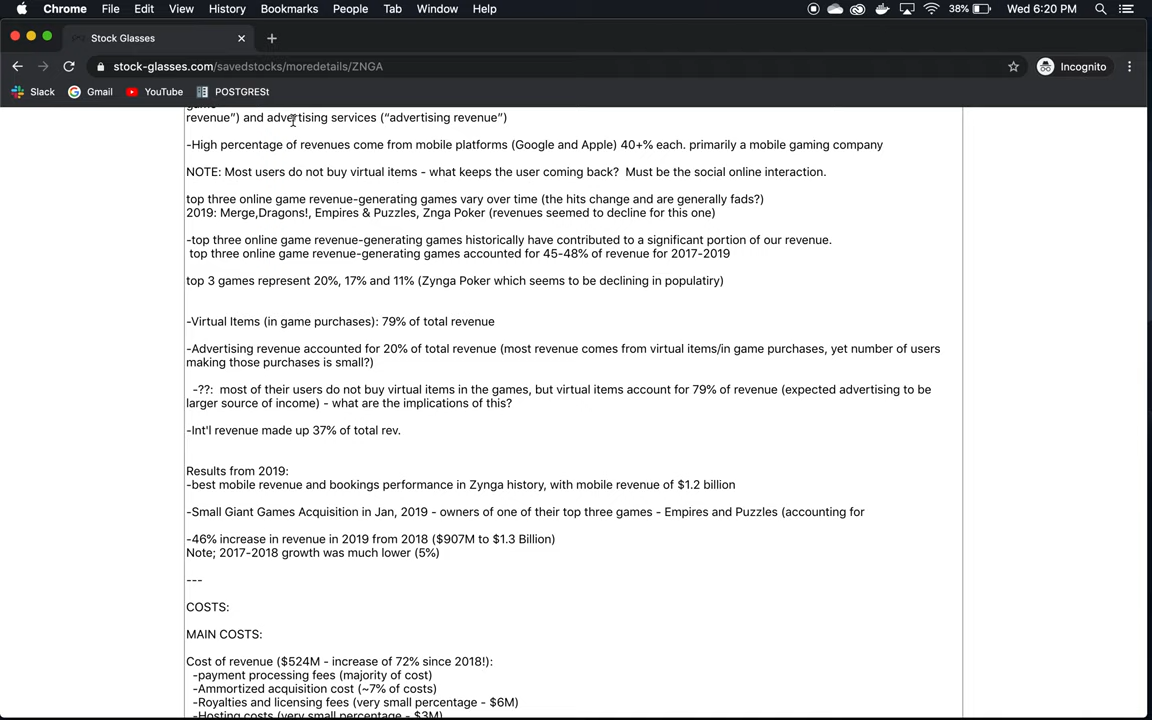 Chrome File Edit View History Bookmarks People Tab Window Help 38% Wed 6:20 PM
Stock Glasses
stock-glasses.com/savedstocks/moredetails/ZNGA Incognito
Slack Gmail YouTube POSTGRESt
game
revenue”) and advertising services (“advertising revenue”)
-High percentage of revenues come from mobile platforms (Google and Apple) 40+% each. primarily a mobile gaming company
NOTE: Most users do not buy virtual items - what keeps the user coming back?  Must be the social online interaction.
top three online game revenue-generating games vary over time (the hits change and are generally fads?)
2019: Merge,Dragons!, Empires & Puzzles, Znga Poker (revenues seemed to decline for this one)
-top three online game revenue-generating games historically have contributed to a significant portion of our revenue.
top three online game revenue-generating games accounted for 45-48% of revenue for 2017-2019
top 3 games represent 20%, 17% and 11% (Zynga Poker which seems to be declining in populatiry)
-Virtual Items (in game purchases): 79% of total revenue
-Advertising revenue accounted for 20% of total revenue (most revenue comes from virtual items/in game purchases, yet number of users
making those purchases is small?)
-??:  most of their users do not buy virtual items in the games, but virtual items account for 79% of revenue (expected advertising to be
larger source of income) - what are the implications of this?
-Int'l revenue made up 37% of total rev.
Results from 2019:
-best mobile revenue and bookings performance in Zynga history, with mobile revenue of $1.2 billion
-Small Giant Games Acquisition in Jan, 2019 - owners of one of their top three games - Empires and Puzzles (accounting for
-46% increase in revenue in 2019 from 2018 ($907M to $1.3 Billion)
Note; 2017-2018 growth was much lower (5%)
---
COSTS:
MAIN COSTS:
Cost of revenue ($524M - increase of 72% since 2018!):
-payment processing fees (majority of cost)
-Ammortized acquisition cost (~7% of costs)
-Royalties and licensing fees (very small percentage - $6M)
-Hosting costs (very small percentage - $3M)